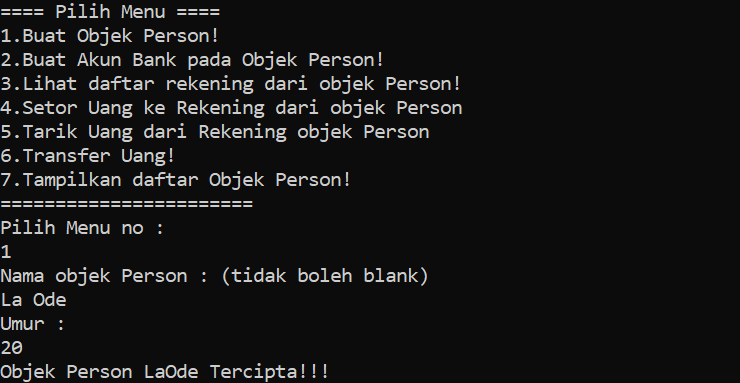 ==== Pilih Menu ====
1.Buat Objek Person!
2.Buat Akun Bank pada Objek Person!
3.Lihat daftar rekening dari objek Person!
4.Setor Uang ke Rekening dari objek Person
5.Tarik Uang dari Rekening objek Person
6.Transfer Uang!
7.Tampilkan daftar Objek Person!
=======================
Pilih Menu no :
1
Nama objek Person : (tidak boleh blank)
La Ode
Umur :
20
Objek Person LaOde Tercipta!!!